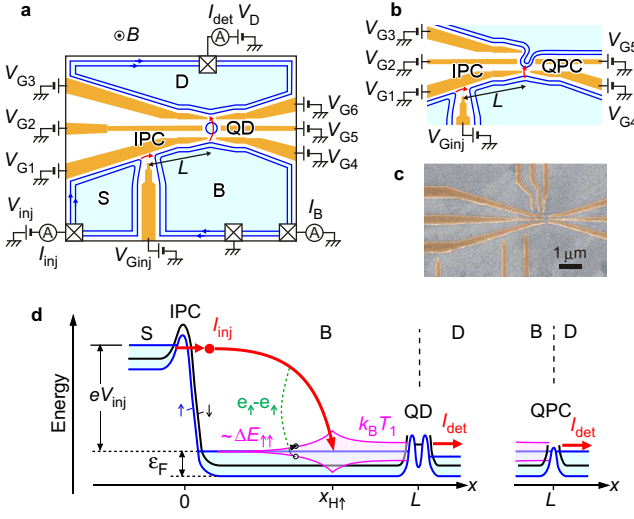 a
B
I_det
V_D
A
D
V_G3
V_G2
V_G1
IPC
QD
V_G6
V_G5
V_G4
L
S
B
V_inj
A
I_inj
V_Ginj
I_B
A
b
V_G3
V_G2
V_G1
IPC
QPC
V_G5
L
V_Ginj
c
1 μm
d
IPC
S
I_inj
B
D
B
D
Energy
eV_inj
ε_F
↑
↓
e↑-e↑
~ΔE↑↑
k_BT_1
QD
I_det
QPC
I_det
0
x_H↑
L
x
L
x